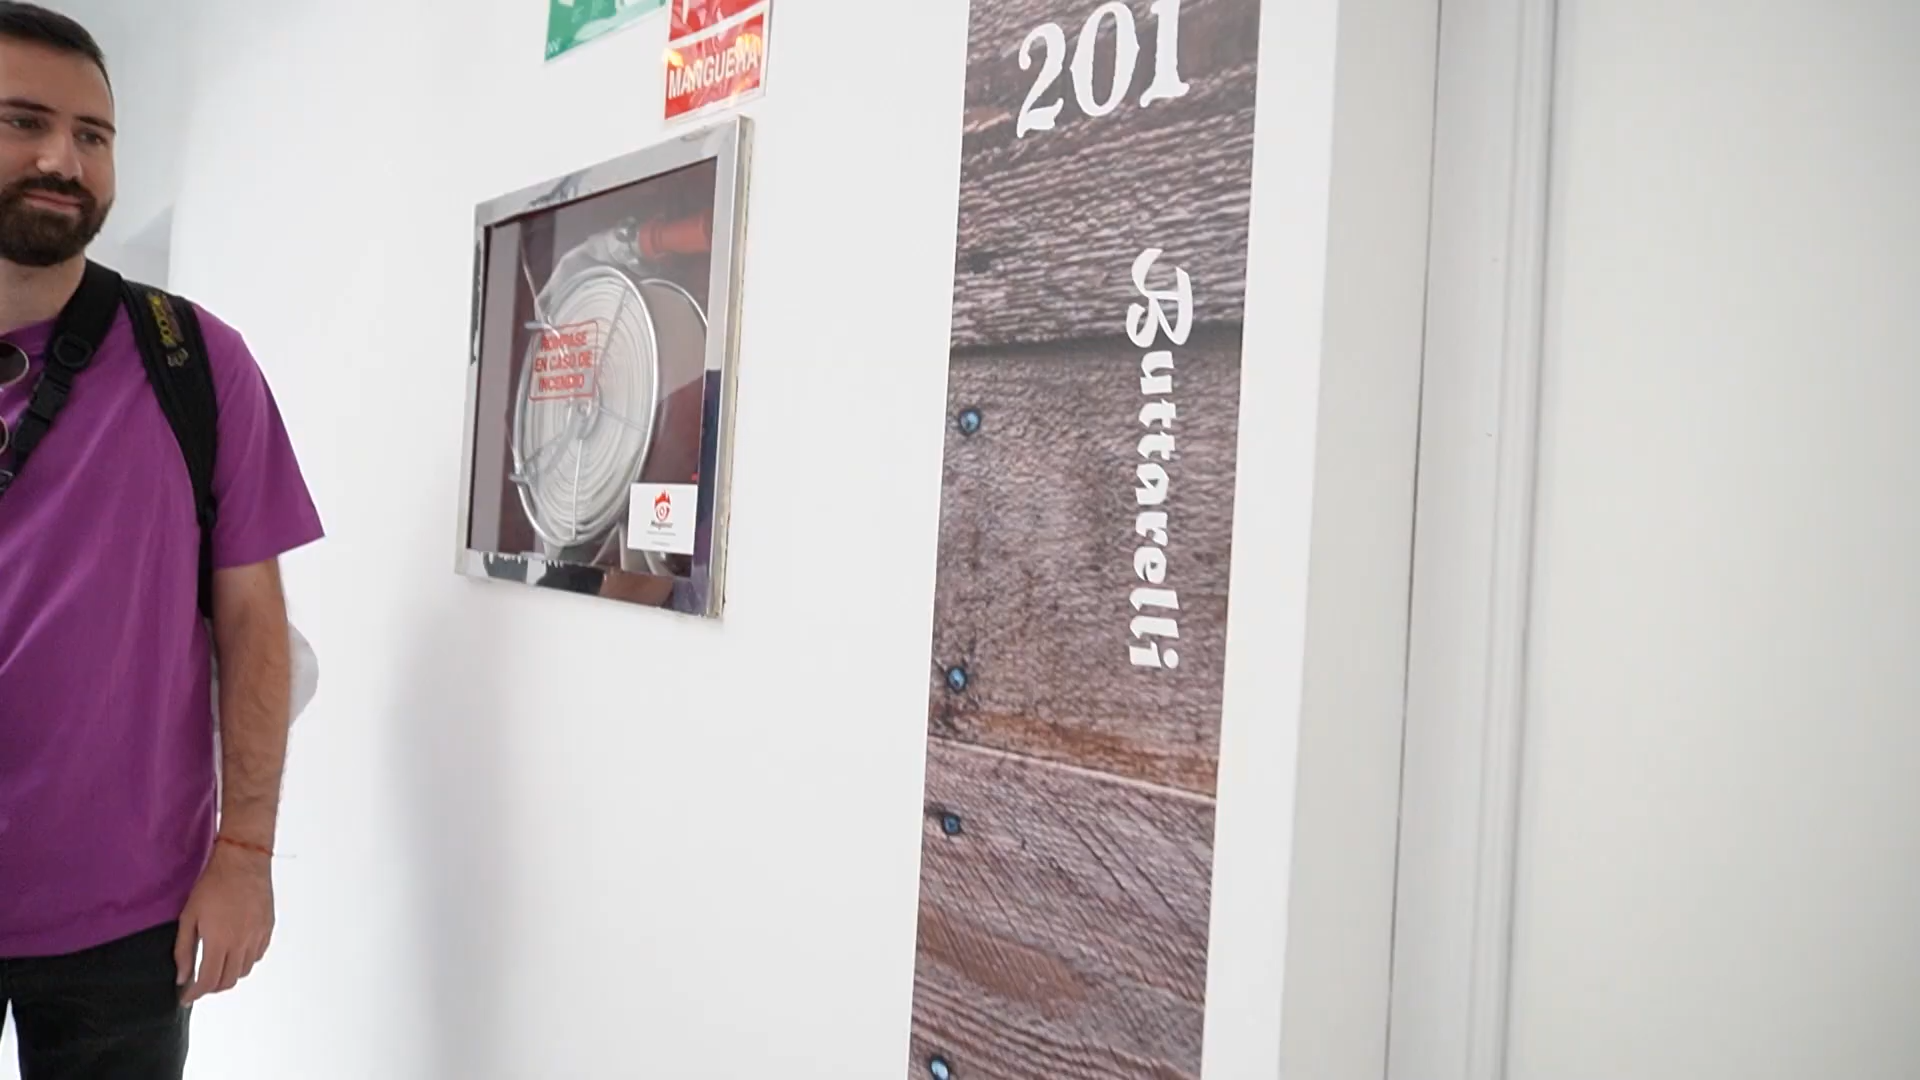 MANGUERA
201
Buttarelli
ROMPASE
EN CASO DE
INCENDIO